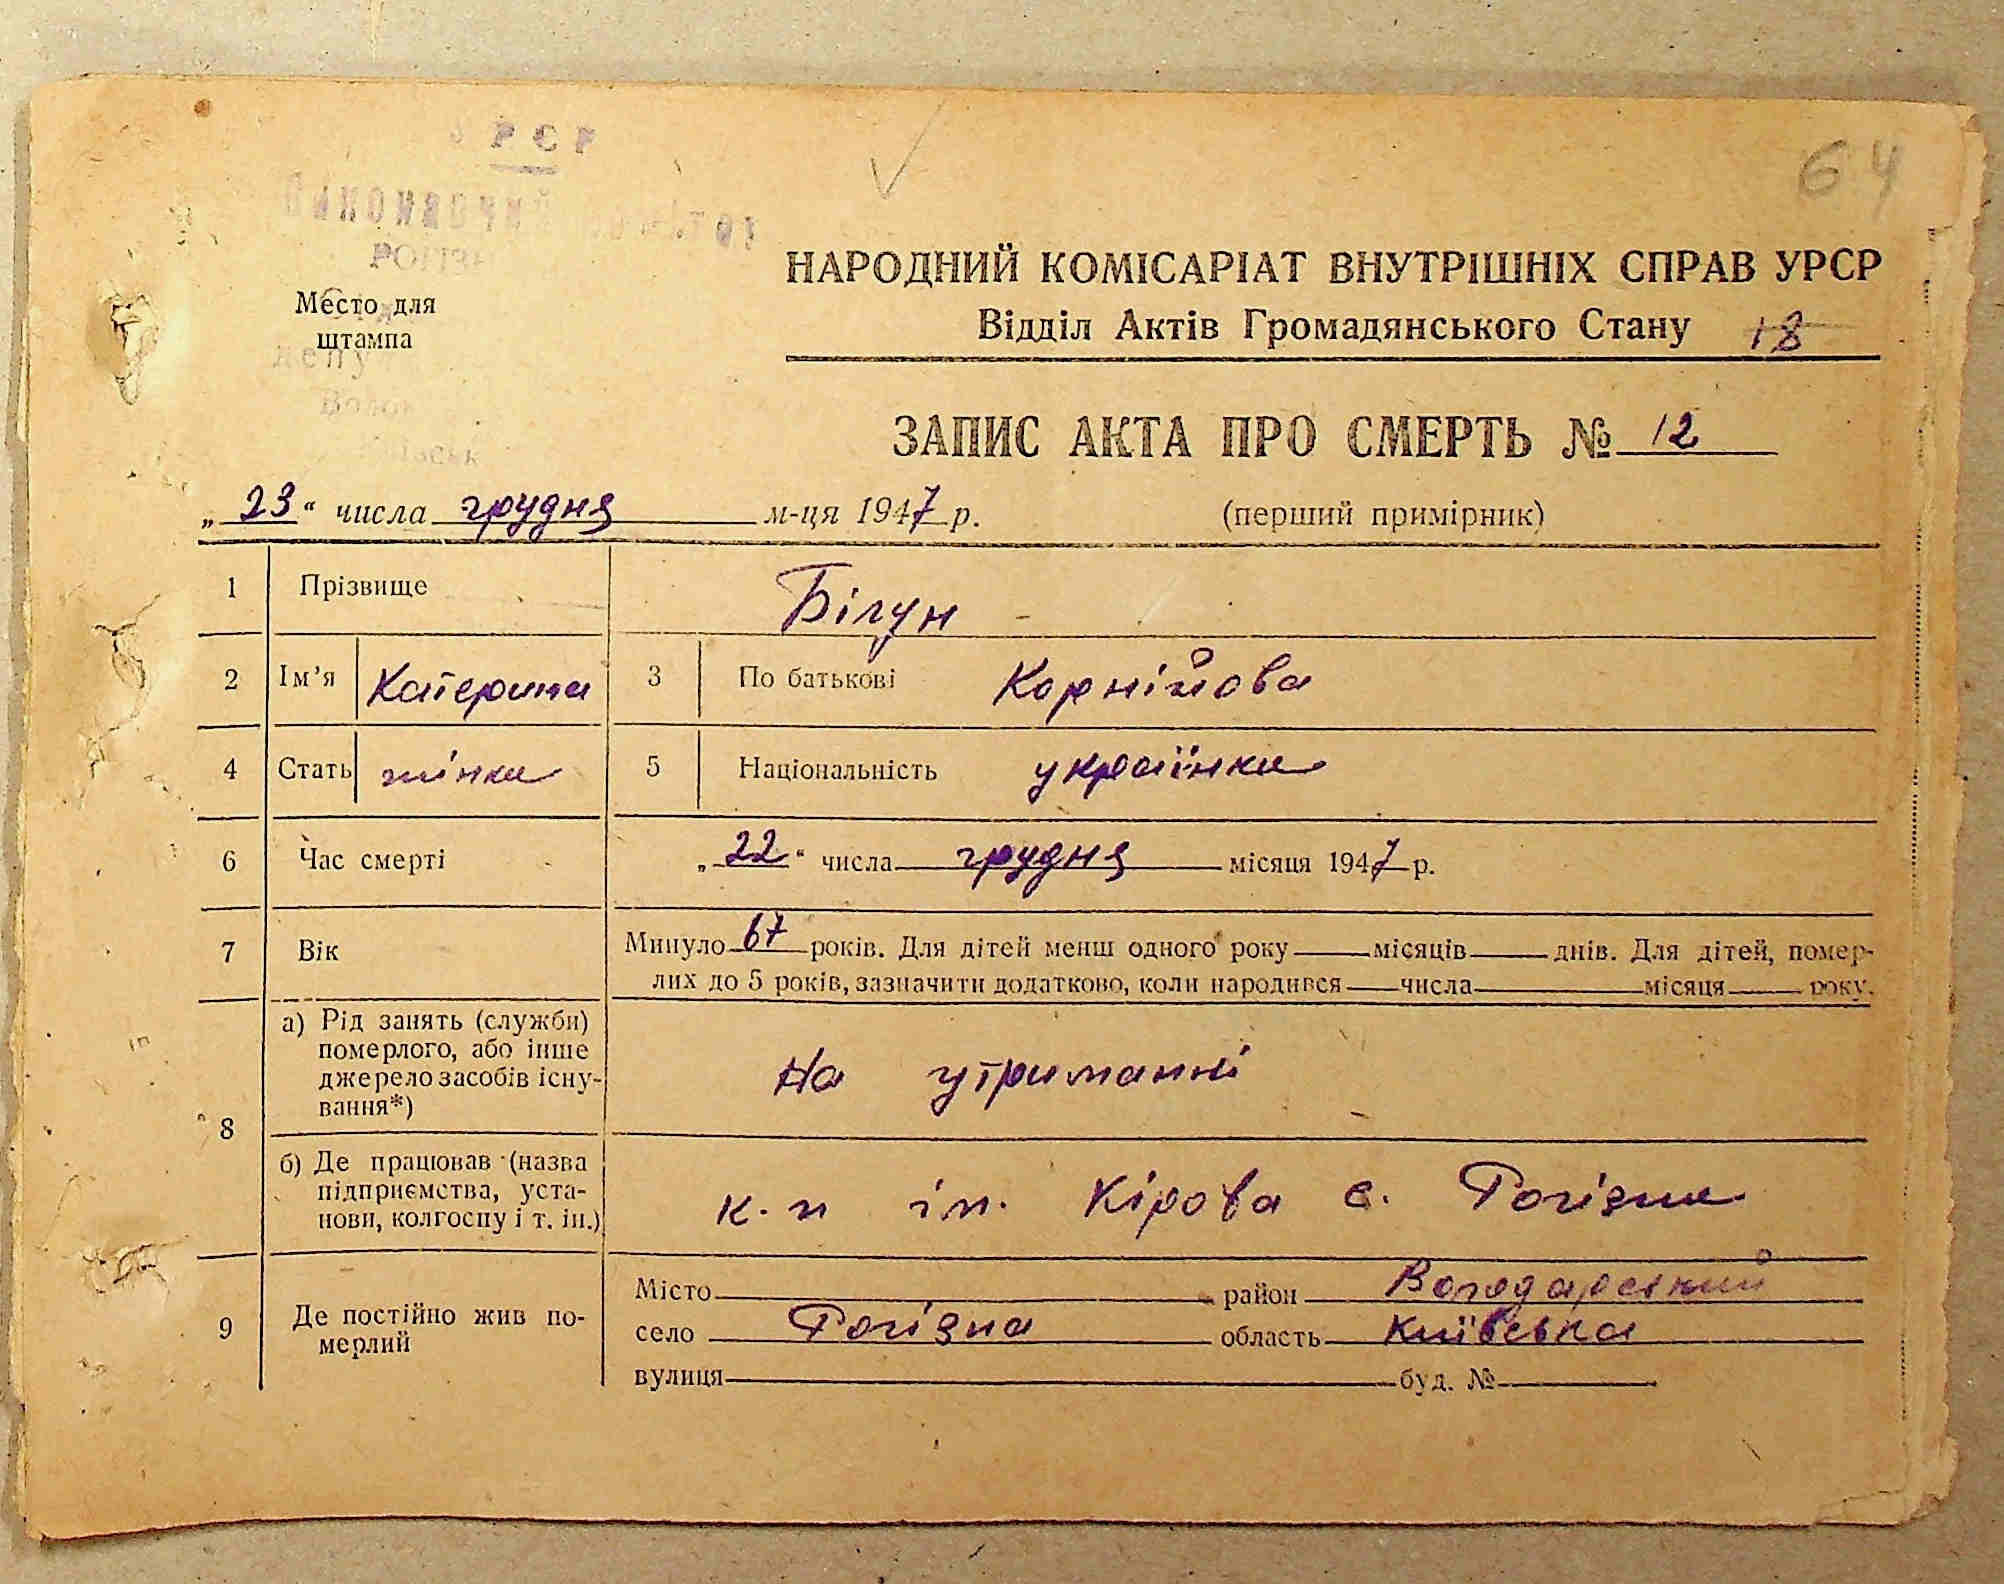 РСР
64
НАРОДНИЙ КОМІСАРІАТ ВНУТРІШНІХ СПРАВ УРСР
Место для
штампа
Відділ Актів Громадянського Стану 18
ЗАПИС АКТА ПРО СМЕРТЬ № 12
„ 23 “ числа грудня м-ця 1947 р. (перший примірник)
1 Прізвище Білун
2 Ім’я Катерина 3 По батькові Корнійова
4 Стать жінка 5 Національність українка
6 Час смерті „ 22 “ числа грудня місяця 1947 р.
7 Вік Минуло 67 років. Для дітей менш одного року місяців днів. Для дітей, помер-
лих до 5 років, зазначити додатково, коли народився числа місяця року.
8 а) Рід занять (служби)
померлого, або інше
джерело засобів існу-
вання*)
На утриманні
б) Де працював (назва
підприємства, уста-
нови, колгоспу і т. ін.)
к-п ім. Кірова с. Рогізна
9 Де постійно жив по-
мерлий
Місто район Володарський
село Рогізна область Київська
вулиця буд. №